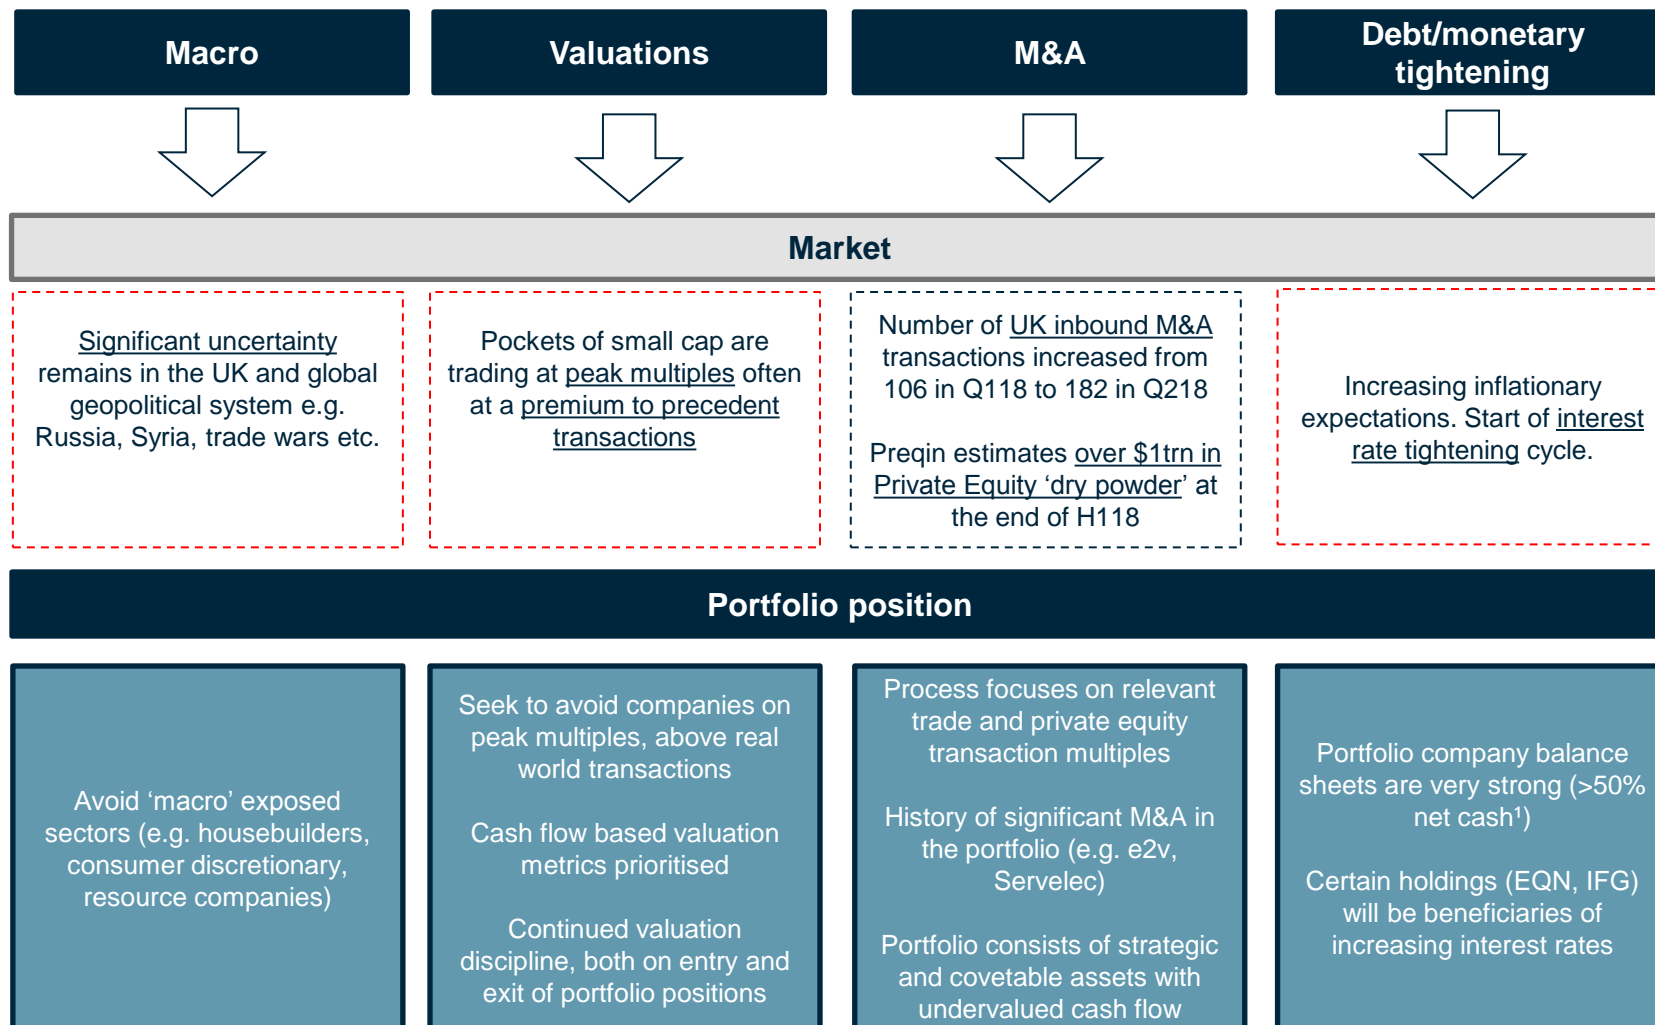 Macro
Valuations
M&A
Debt/monetary
tightening
Market
Significant uncertainty
remains in the UK and global
geopolitical system e.g.
Russia, Syria, trade wars etc.
Pockets of small cap are
trading at peak multiples often
at a premium to precedent
transactions
Number of UK inbound M&A
transactions increased from
106 in Q118 to 182 in Q218
Preqin estimates over $1trn in
Private Equity ‘dry powder’ at
the end of H118
Increasing inflationary
expectations. Start of interest
rate tightening cycle.
Portfolio position
Avoid ‘macro’ exposed
sectors (e.g. housebuilders,
consumer discretionary,
resource companies)
Seek to avoid companies on
peak multiples, above real
world transactions
Cash flow based valuation
metrics prioritised
Continued valuation
discipline, both on entry and
exit of portfolio positions
Process focuses on relevant
trade and private equity
transaction multiples
History of significant M&A in
the portfolio (e.g. e2v,
Servelec)
Portfolio consists of strategic
and covetable assets with
undervalued cash flow
Portfolio company balance
sheets are very strong (>50%
net cash¹)
Certain holdings (EQN, IFG)
will be beneficiaries of
increasing interest rates